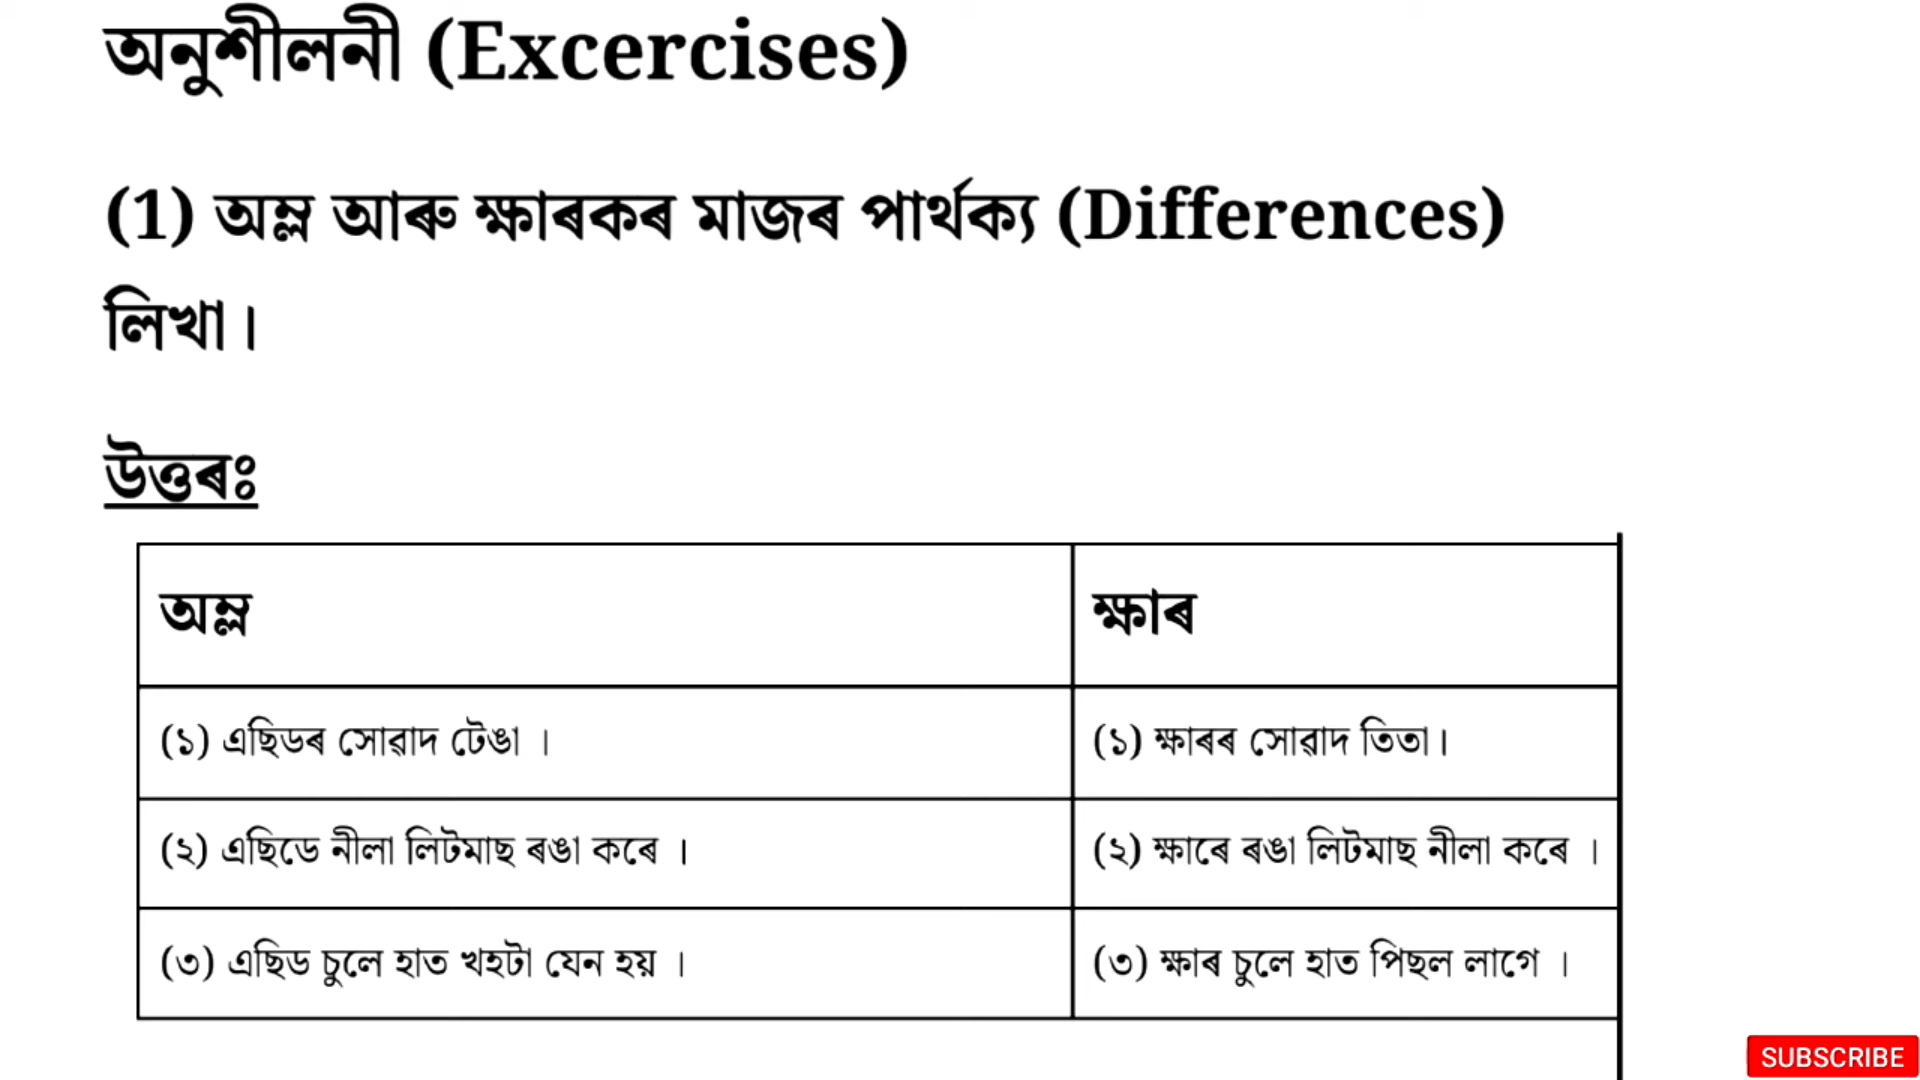 অনুশীলনী (Excercises)
(1) অম্ল আৰু ক্ষাৰকৰ মাজৰ পাৰ্থক্য (Differences)
লিখা।
উত্তৰঃ
অম্ল
ক্ষাৰ
(১) এছিডৰ সোৱাদ টেঙা ।
(১) ক্ষাৰৰ সোৱাদ তিতা।
(২) এছিডে নীলা লিটমাছ ৰঙা কৰে ।
(২) ক্ষাৰে ৰঙা লিটমাছ নীলা কৰে ।
(৩) এছিড চুলে হাত খহটা যেন হয় ।
(৩) ক্ষাৰ চুলে হাত পিছল লাগে ।
SUBSCRIBE